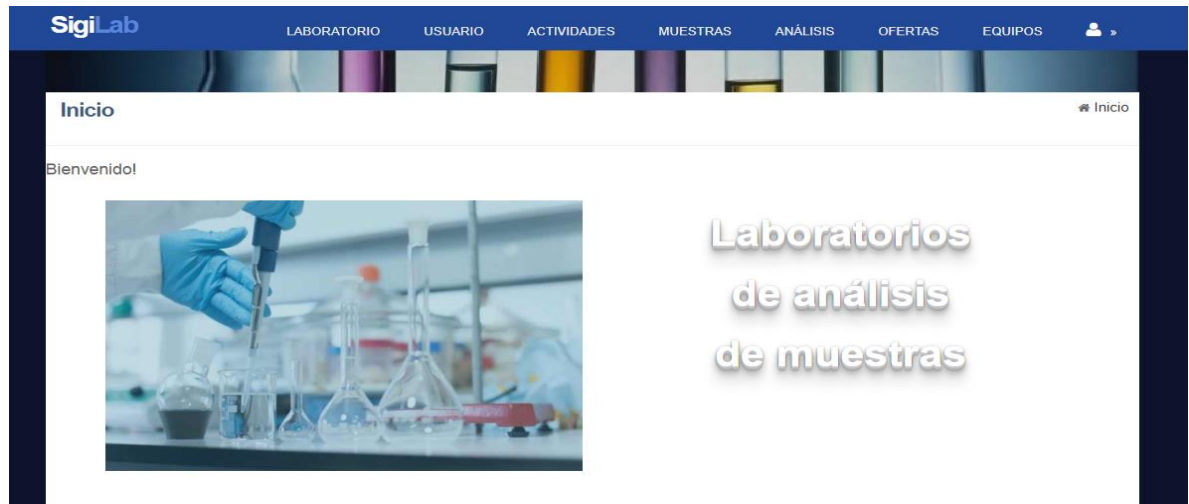 SigiLab
LABORATORIO USUARIO ACTIVIDADES MUESTRAS ANÁLISIS OFERTAS EQUIPOS »
Inicio
Inicio
Bienvenido!
Laboratorios
de análisis
de muestras